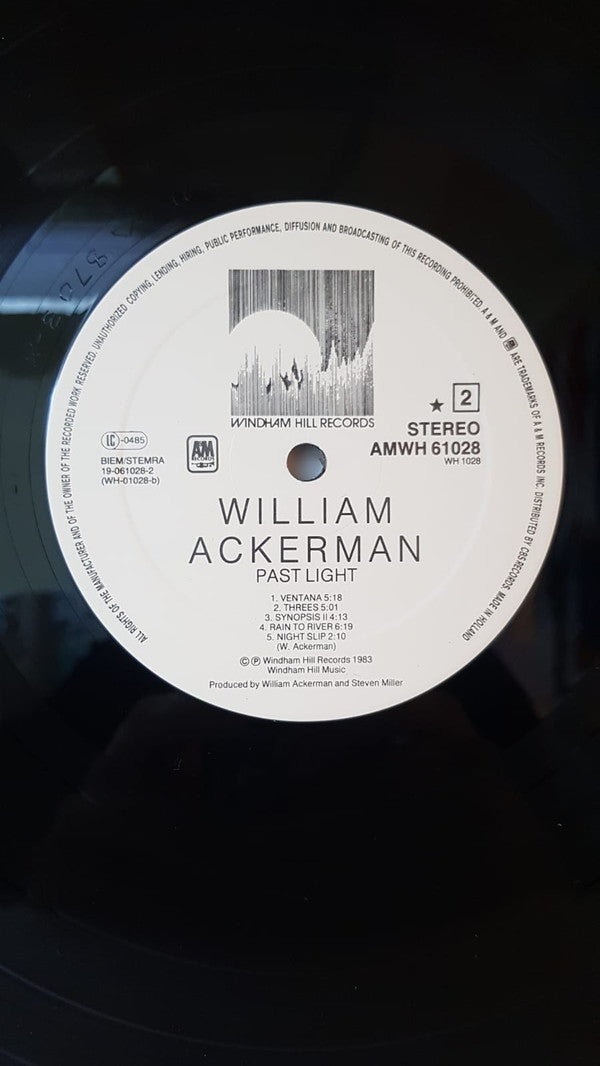 ALL RIGHTS OF THE MANUFACTURER AND OF THE OWNER OF THE RECORDED WORK RESERVED. UNAUTHORIZED COPYING, LENDING, HIRING, PUBLIC PERFORMANCE, DIFFUSION AND BROADCASTING OF THIS RECORDING PROHIBITED. A & M AND A&M ARE TRADEMARKS OF A & M RECORDS INC. DISTRIBUTED BY CBS-RECORDS. MADE IN HOLLAND
WINDHAM HILL RECORDS
★ 2
STEREO
AMWH 61028
WH 1028
LC-0485
BIEM/STEMRA
19-061028-2
(WH-01028-b)
A&M
RECORDS
WILLIAM
ACKERMAN
PAST LIGHT
1. VENTANA 5:18
2. THREES 5:01
3. SYNOPSIS II 4:13
4. RAIN TO RIVER 6:19
5. NIGHT SLIP 2:10
(W. Ackerman)
© ℗ Windham Hill Records 1983
Windham Hill Music
Produced by William Ackerman and Steven Miller